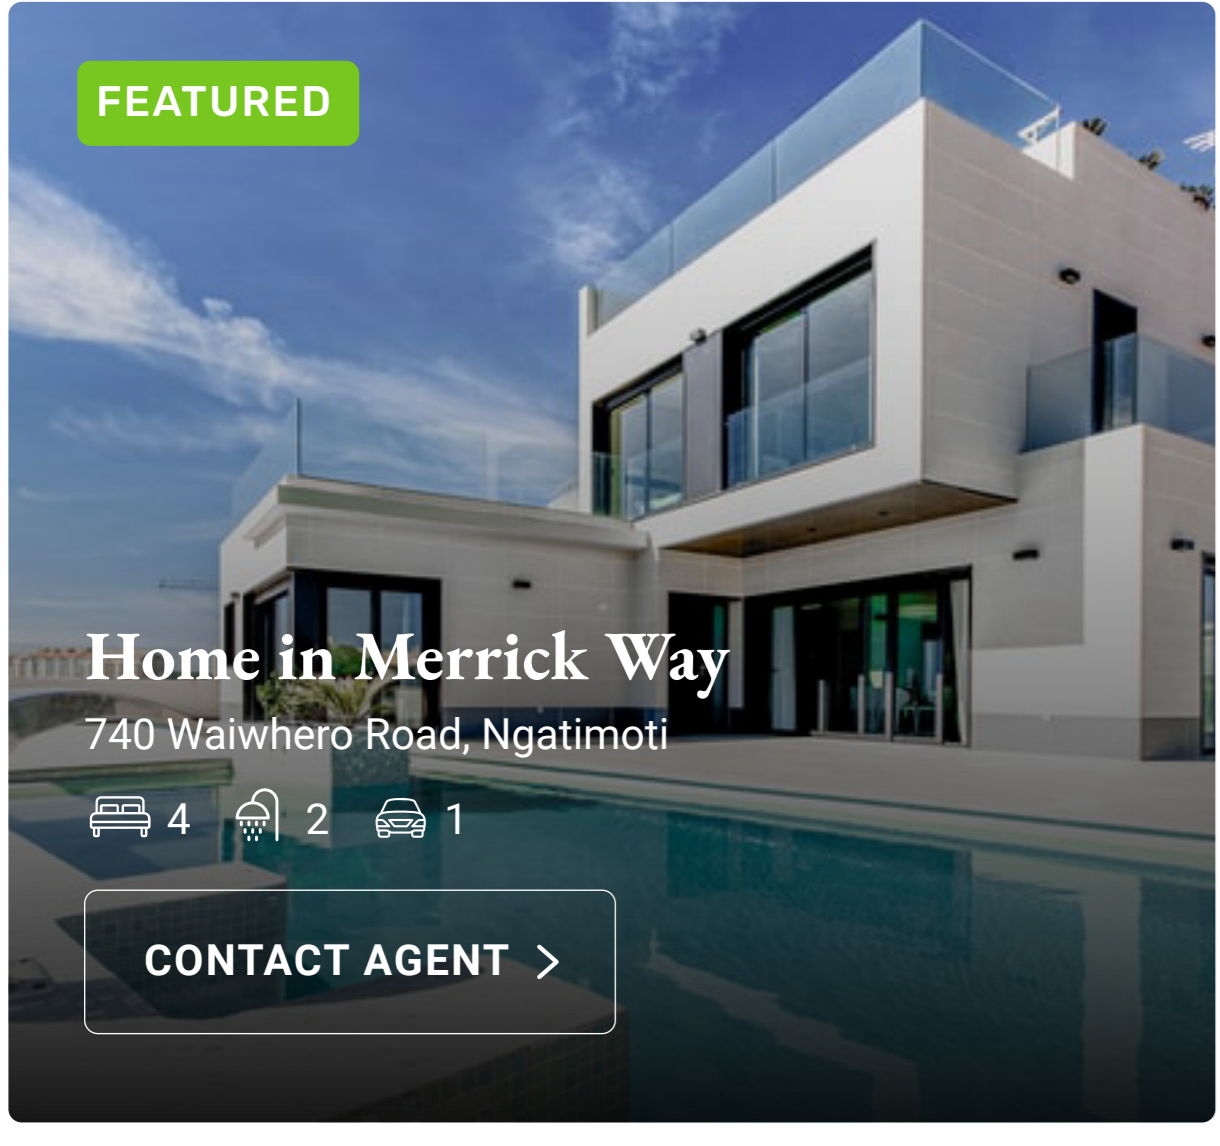 FEATURED
Home in Merrick Way
740 Waiwhero Road, Ngatimoti
4 2 1
CONTACT AGENT